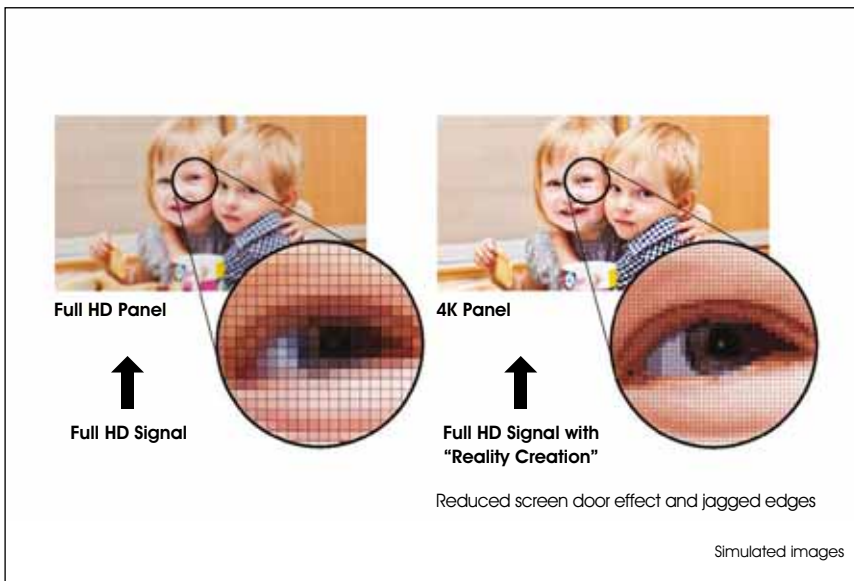 Full HD Panel
4K Panel
Full HD Signal
Full HD Signal with
“Reality Creation”
Reduced screen door effect and jagged edges
Simulated images